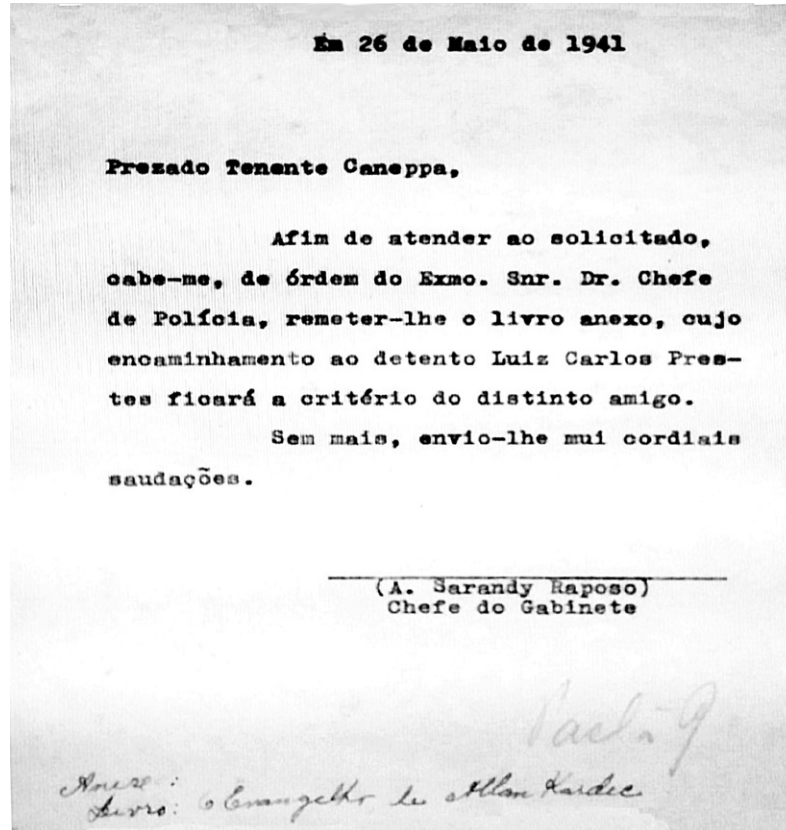 Em 26 de Maio de 1941
Prezado Tenente Caneppa,
Afim de atender ao solicitado,
cabe-me, de órdem do Exmo. Snr. Dr. Chefe
de Polícia, remeter-lhe o livro anexo, cujo
encaminhamento ao detento Luiz Carlos Pres-
tes ficará a critério do distinto amigo.
Sem mais, envio-lhe mui cordiais
saudações.
(A. Sarandy Raposo)
Chefe do Gabinete
Anexo:
Livro: o Evangelho de Allan Kardec